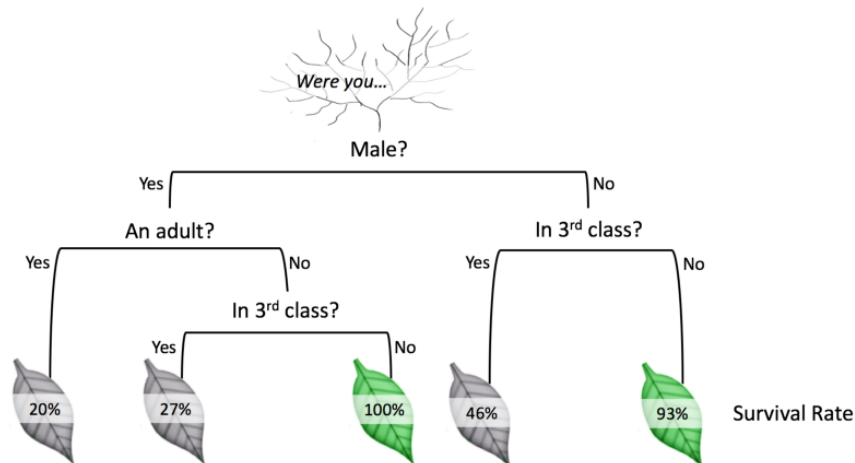 Were you...
Male?
Yes
No
An adult?
In 3rd class?
Yes
No
Yes
No
In 3rd class?
Yes
No
20%
27%
100%
46%
93%
Survival Rate